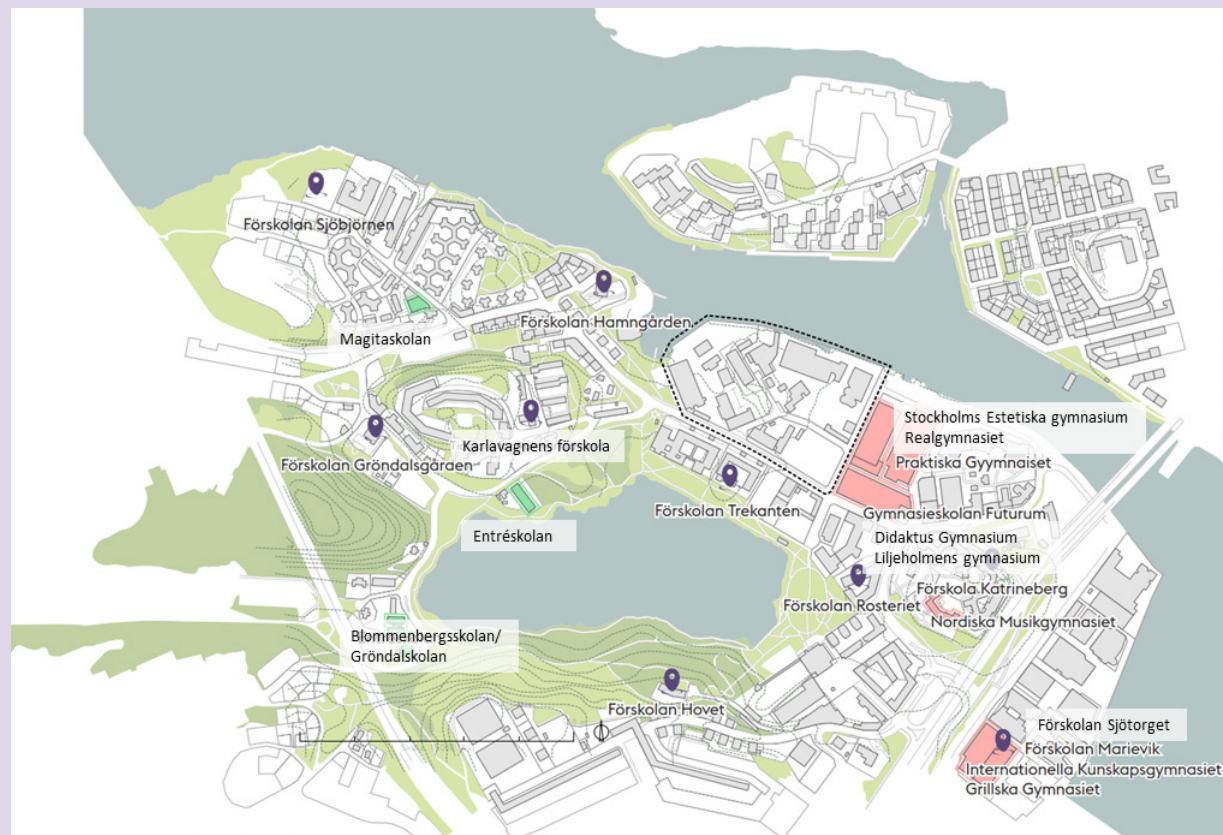 Förskolan Sjöbjörnen
Förskolan Hamngården
Magitaskolan
Stockholms Estetiska gymnasium
Realgymnasiet
Praktiska Gyymnaiset
Karlavagnens förskola
Förskolan Gröndalsgården
Förskolan Trekanten
Gymnasieskolan Futurum
Entréskolan
Didaktus Gymnasium
Liljeholmens gymnasium
Förskola Katrineberg
Förskolan Rosteriet
Nordiska Musikgymnasiet
Blommenbergsskolan/
Gröndalskolan
Förskolan Hovet
Förskolan Sjötorget
Förskolan Marievik
Internationella Kunskapsgymnasiet
Grillska Gymnasiet